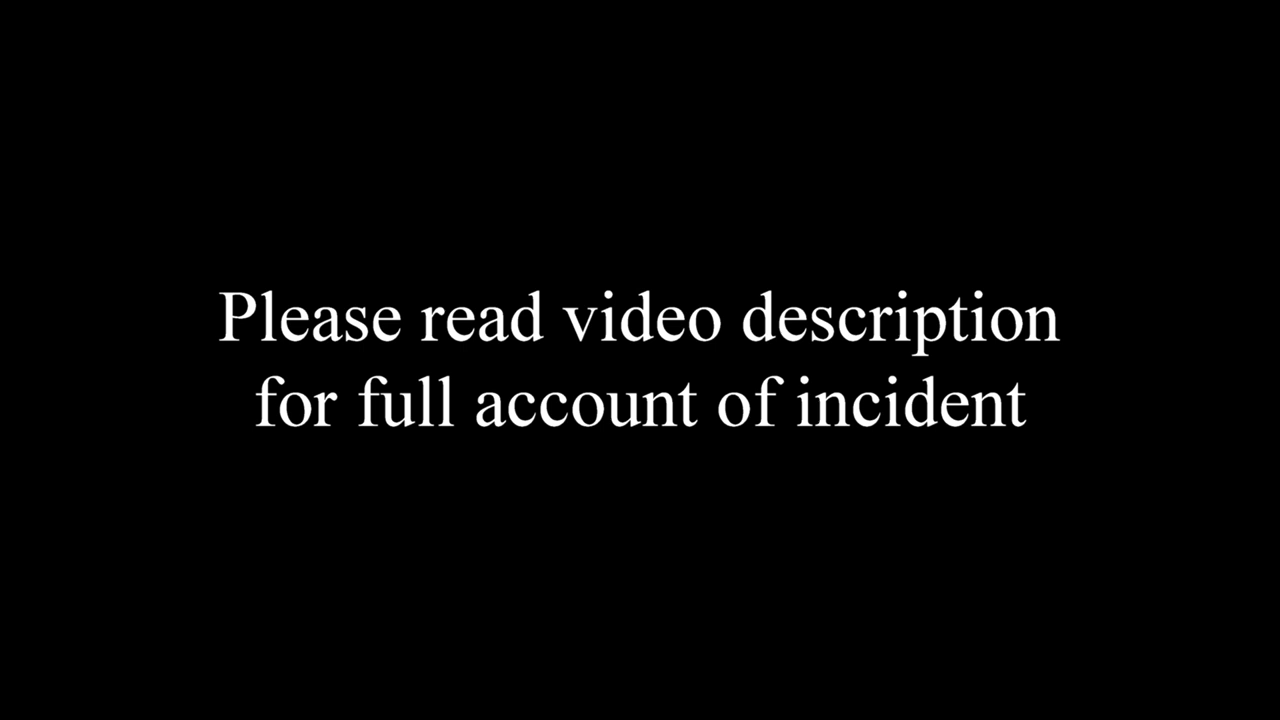 Please read video description
for full account of incident